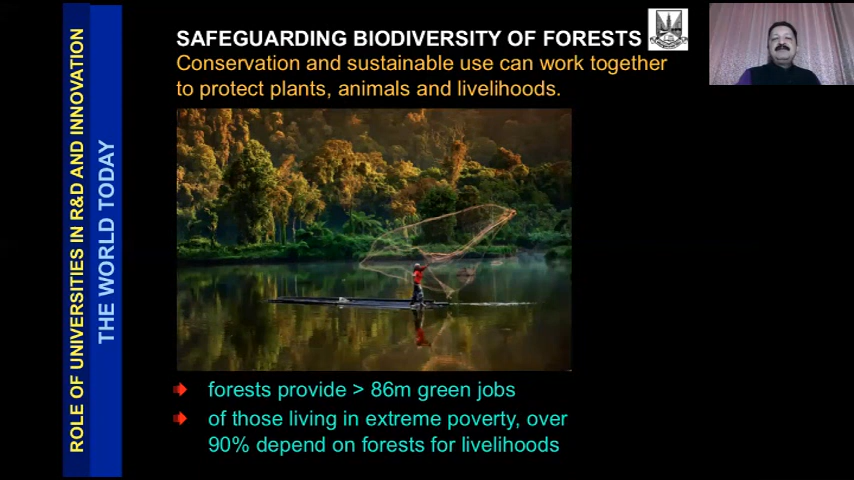 ROLE OF UNIVERSITIES IN R&D AND INNOVATION
THE WORLD TODAY
SAFEGUARDING BIODIVERSITY OF FORESTS
Conservation and sustainable use can work together
to protect plants, animals and livelihoods.
forests provide > 86m green jobs
of those living in extreme poverty, over
90% depend on forests for livelihoods